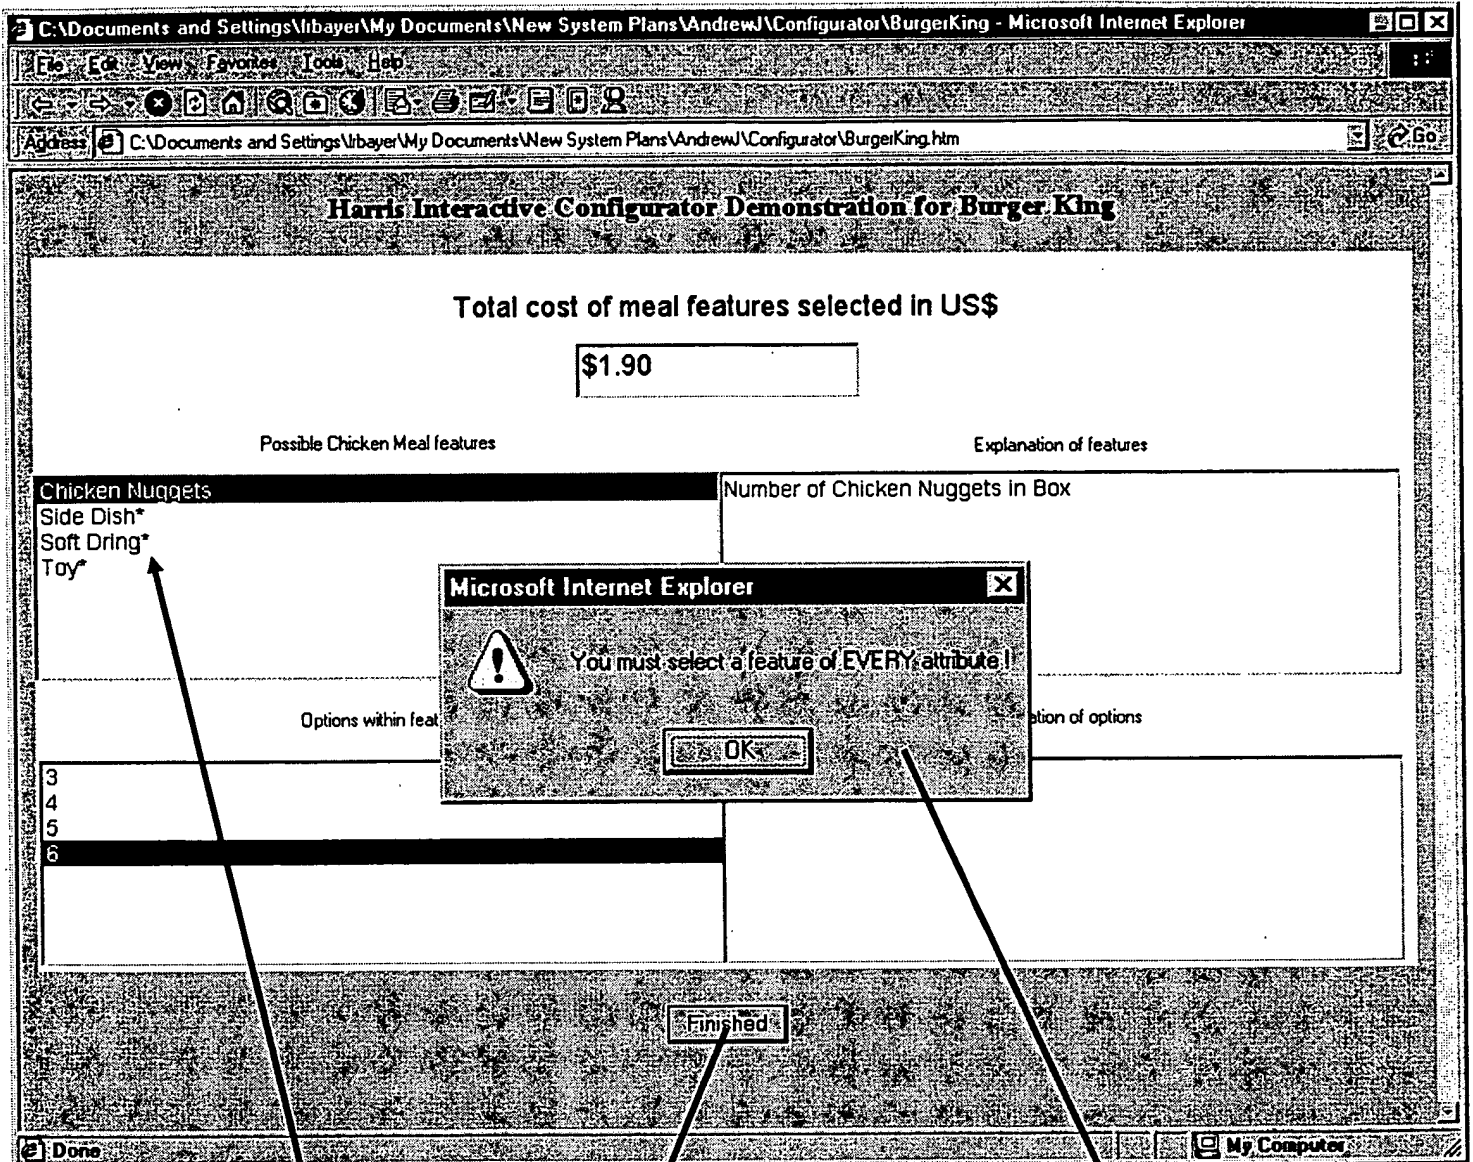 C:\Documents and Settings\lrbayer\My Documents\New System Plans\AndrewJ\Configurator\BurgerKing - Microsoft Internet Explorer
File Edit View Favorites Tools Help
Address C:\Documents and Settings\lrbayer\My Documents\New System Plans\AndrewJ\Configurator\BurgerKing.htm Go
Harris Interactive Configurator Demonstration for Burger King
Total cost of meal features selected in US$
$1.90
Possible Chicken Meal features
Explanation of features
Chicken Nuggets
Side Dish*
Soft Dring*
Toy*
Number of Chicken Nuggets in Box
Microsoft Internet Explorer
You must select a feature of EVERY attribute !
OK
Options within feat
ation of options
3
4
5
6
Finished
Done
My Computer